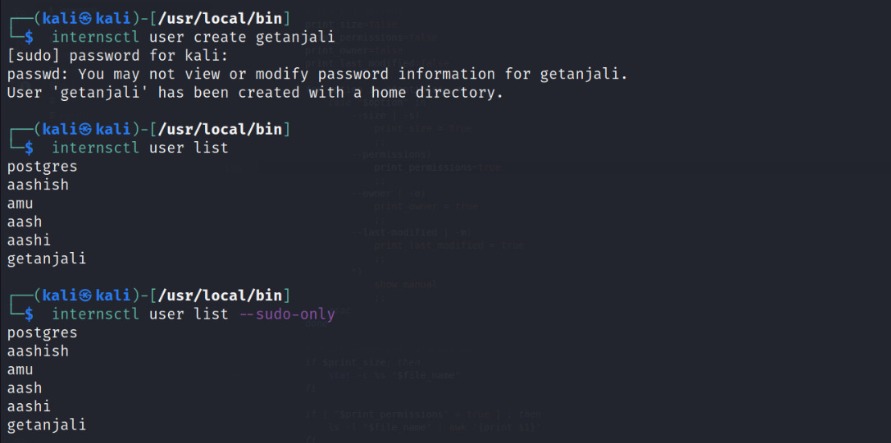 ┌──(kali㉿kali)-[/usr/local/bin]
└─$ internsctl user create getanjali
[sudo] password for kali:
passwd: You may not view or modify password information for getanjali.
User 'getanjali' has been created with a home directory.
┌──(kali㉿kali)-[/usr/local/bin]
└─$ internsctl user list
postgres
aashish
amu
aash
aashi
getanjali
┌──(kali㉿kali)-[/usr/local/bin]
└─$ internsctl user list --sudo-only
postgres
aashish
amu
aash
aashi
getanjali